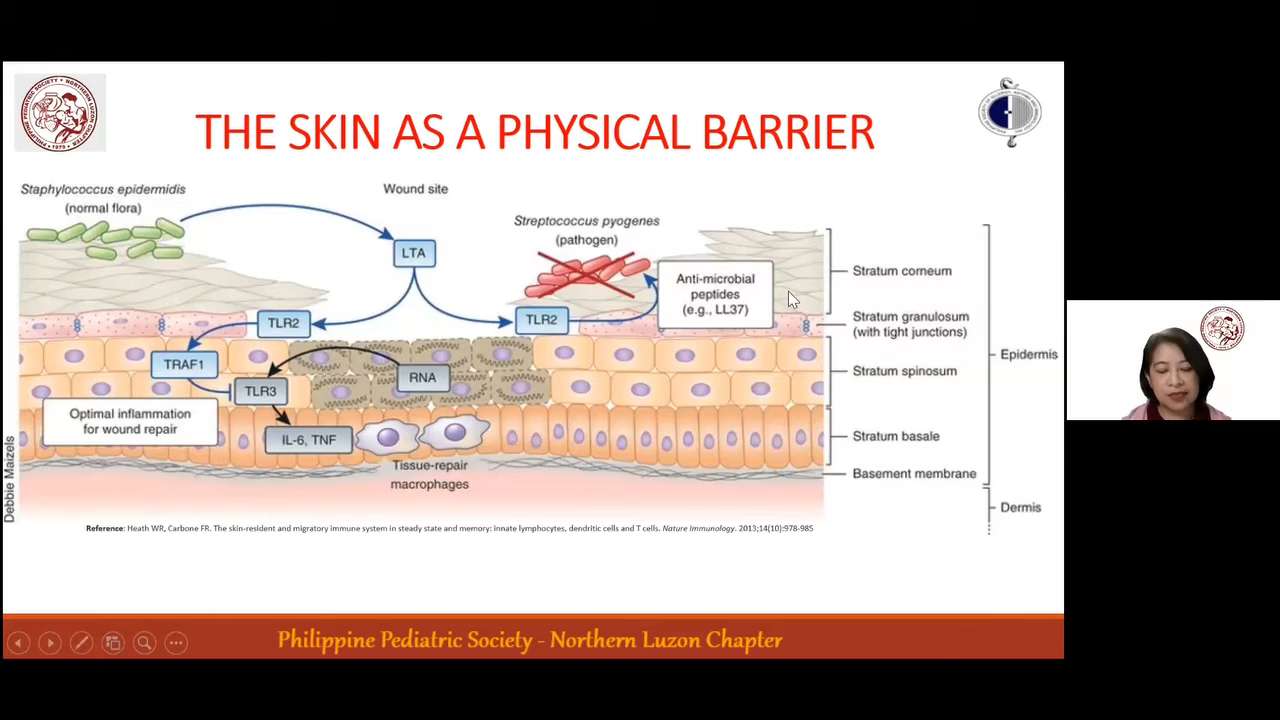 THE SKIN AS A PHYSICAL BARRIER
Staphylococcus epidermidis
(normal flora)
Wound site
Streptococcus pyogenes
(pathogen)
LTA
Anti-microbial
peptides
(e.g., LL37)
Stratum corneum
TLR2
TLR2
Stratum granulosum
(with tight junctions)
Epidermis
TRAF1
TLR3
RNA
Stratum spinosum
Optimal inflammation
for wound repair
IL-6, TNF
Stratum basale
Tissue-repair
macrophages
Basement membrane
Dermis
Debbie Maizels
Reference: Heath WR, Carbone FR. The skin-resident and migratory immune system in steady state and memory: innate lymphocytes, dendritic cells and T cells. Nature Immunology. 2013;14(10):978-985
Philippine Pediatric Society - Northern Luzon Chapter